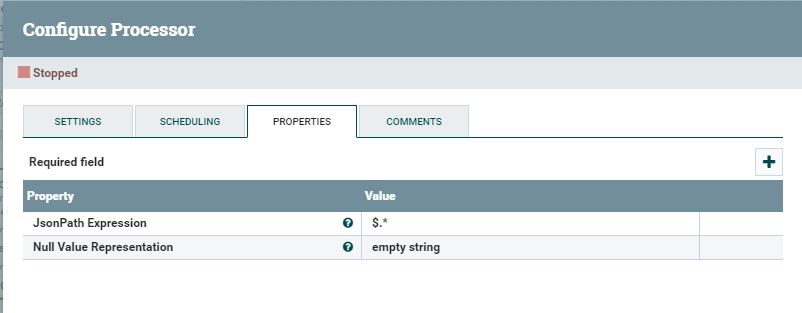 Configure Processor
Stopped
SETTINGS SCHEDULING PROPERTIES COMMENTS
Required field
Property Value
JsonPath Expression $.*
Null Value Representation empty string